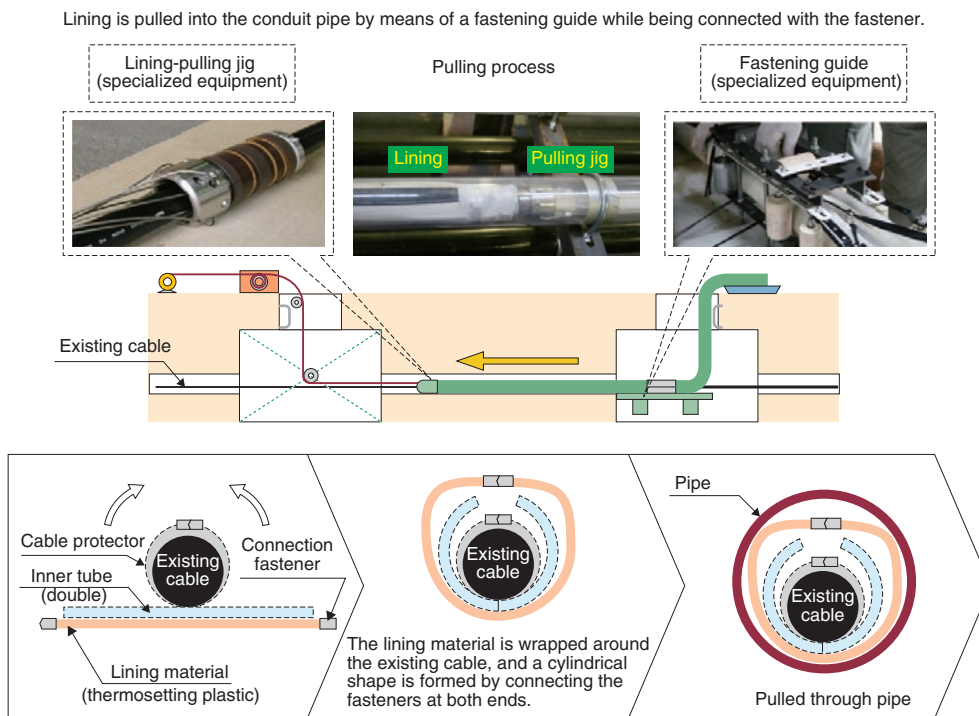 Lining is pulled into the conduit pipe by means of a fastening guide while being connected with the fastener.
Lining-pulling jig
(specialized equipment)
Pulling process
Fastening guide
(specialized equipment)
Lining
Pulling jig
Existing cable
Cable protector
Inner tube
(double)
Existing
cable
Connection
fastener
Lining material
(thermosetting plastic)
Existing
cable
The lining material is wrapped around
the existing cable, and a cylindrical
shape is formed by connecting the
fasteners at both ends.
Pipe
Existing
cable
Pulled through pipe